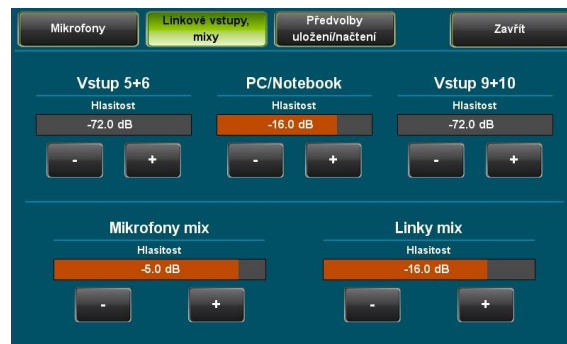 Mikrofony
Linkové vstupy,
mixy
Předvolby
uložení/načtení
Zavřít
Vstup 5+6
PC/Notebook
Vstup 9+10
Hlasitost
Hlasitost
Hlasitost
-72.0 dB
-16.0 dB
-72.0 dB
- +
- +
- +
Mikrofony mix
Linky mix
Hlasitost
Hlasitost
-5.0 dB
-16.0 dB
- +
- +